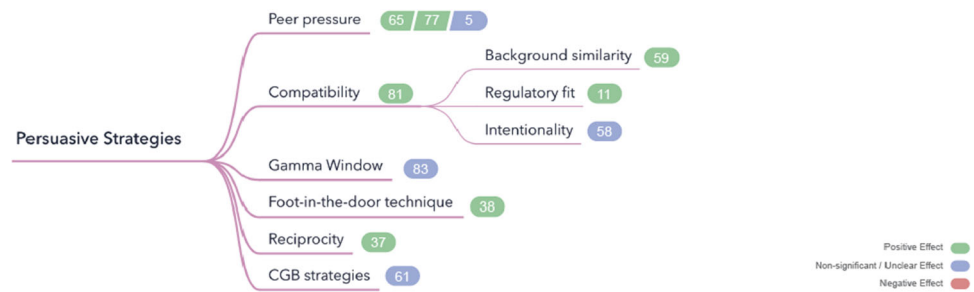 Peer pressure 65 77 5
Background similarity 59
Compatibility 81
Regulatory fit 11
Intentionality 58
Persuasive Strategies
Gamma Window 83
Foot-in-the-door technique 38
Reciprocity 37
CGB strategies 61
Positive Effect
Non-significant / Unclear Effect
Negative Effect